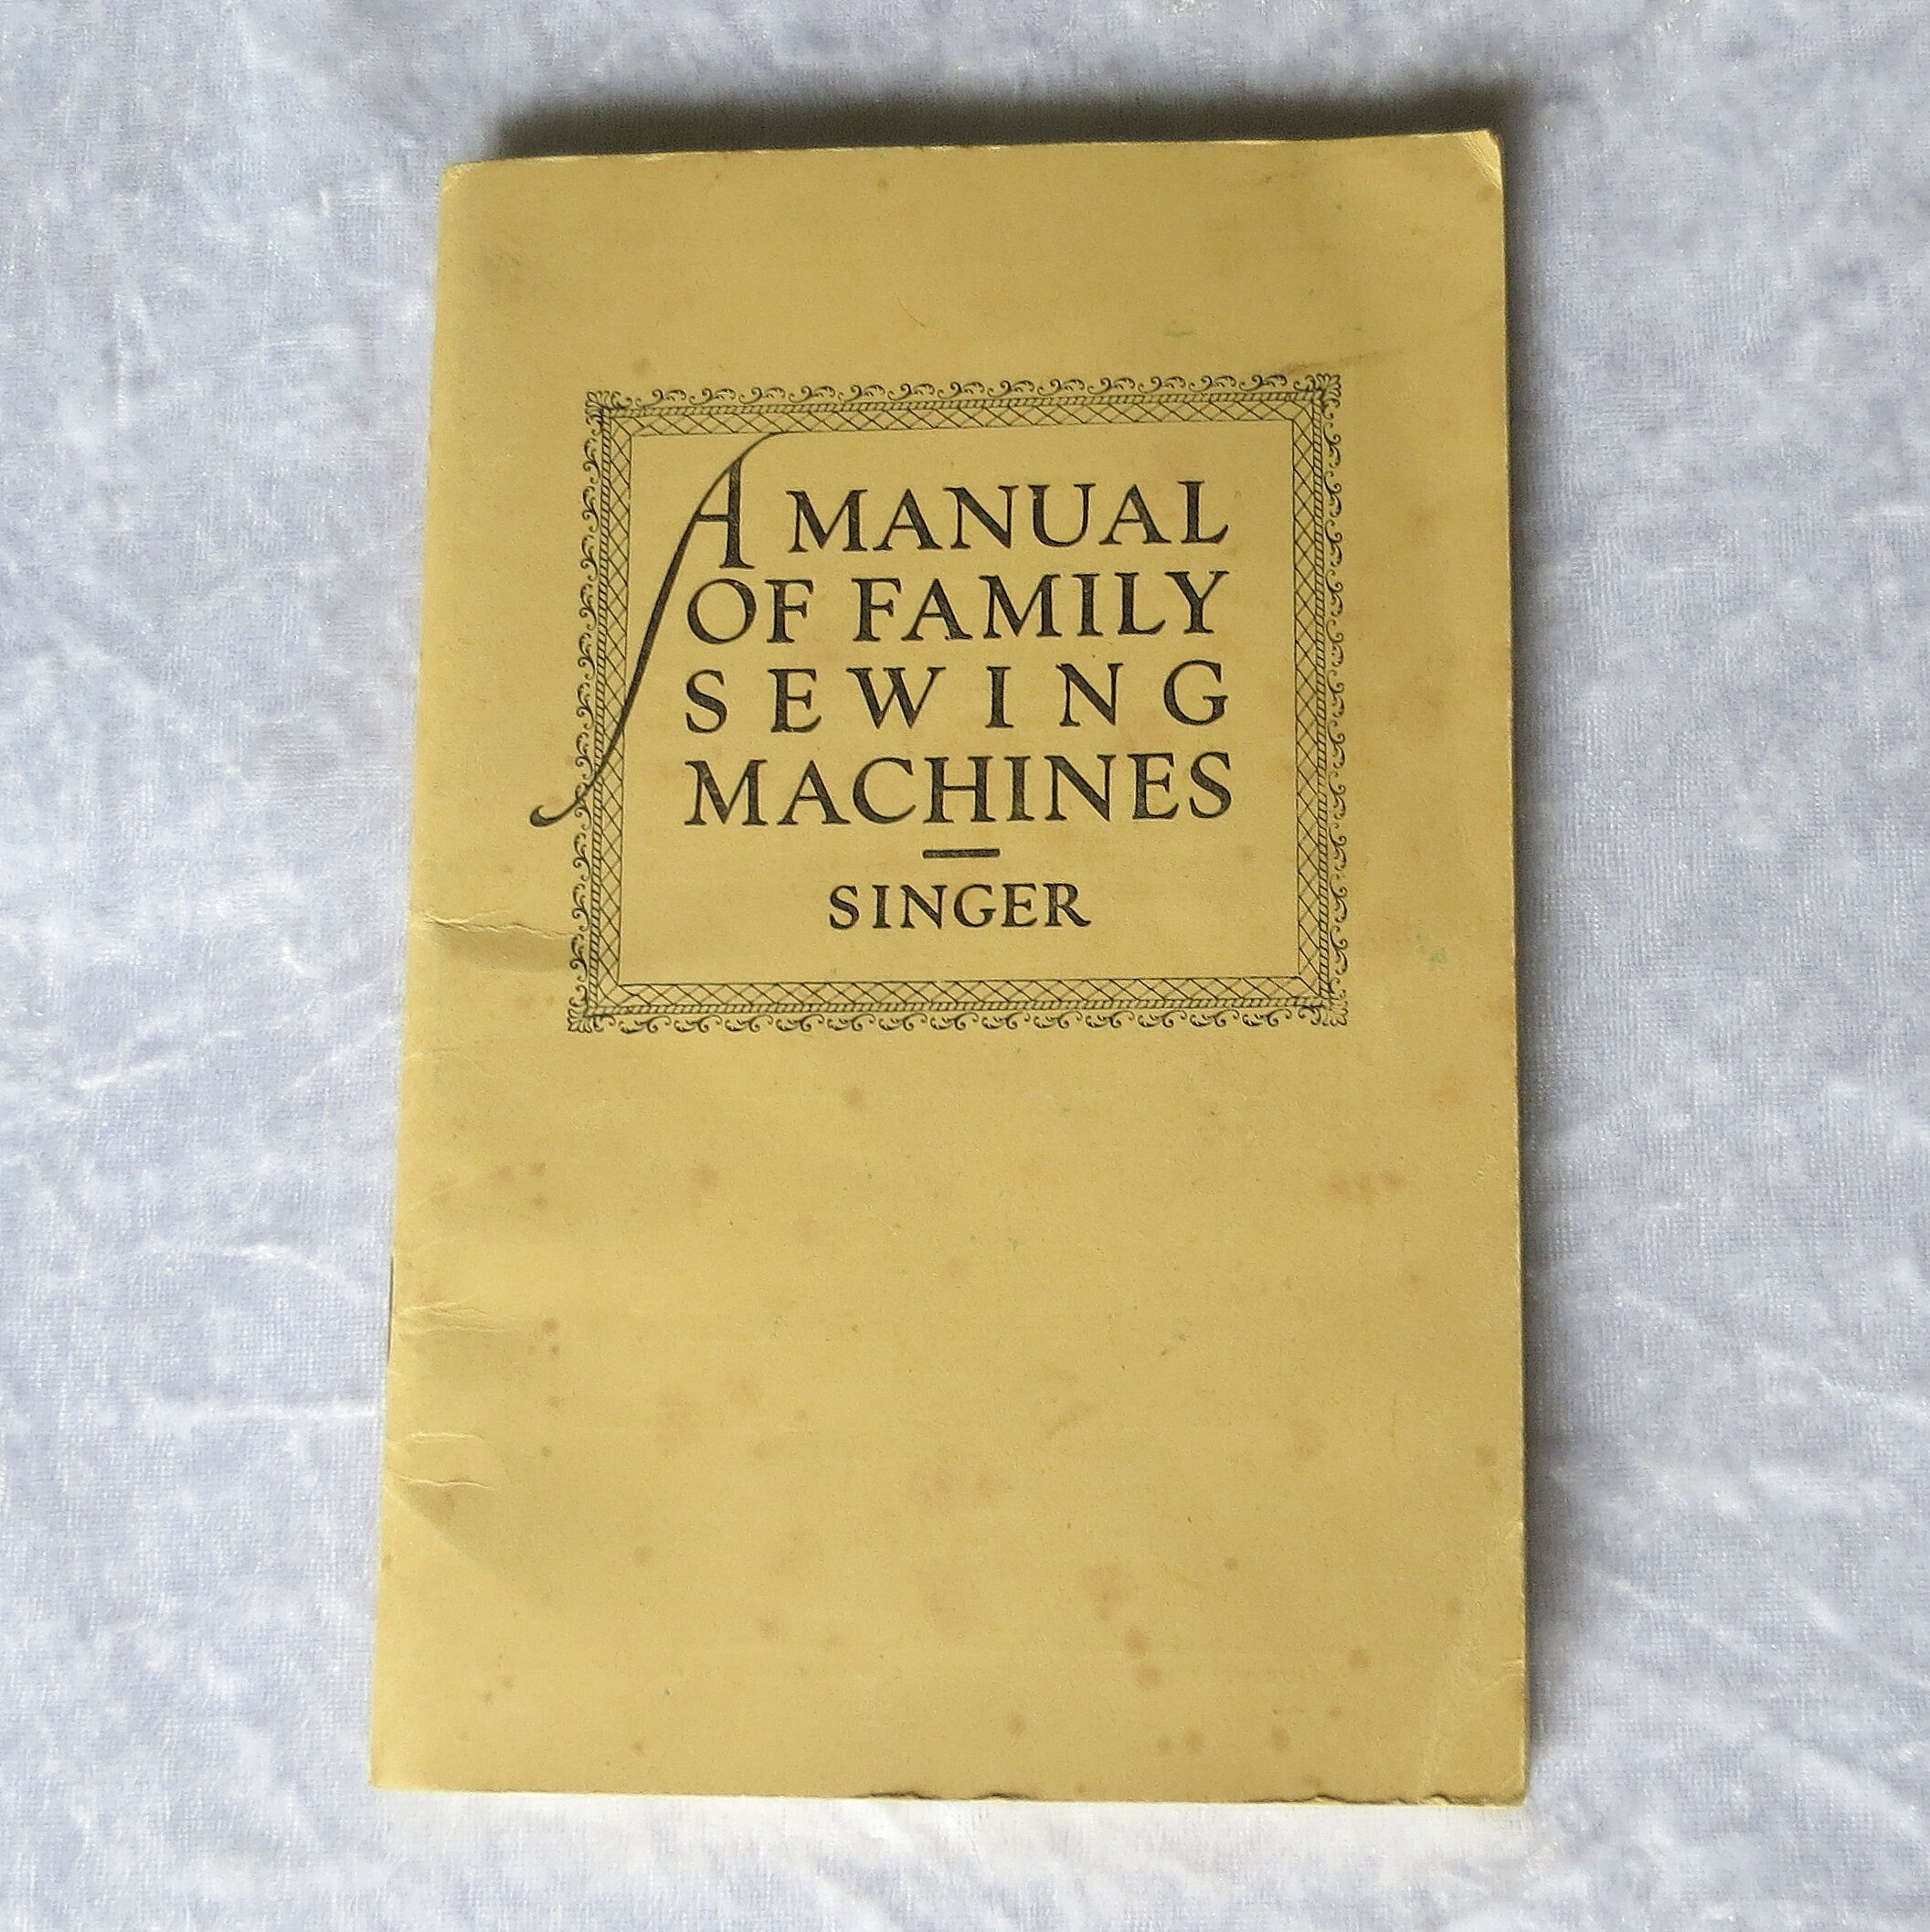 A MANUAL
OF FAMILY
SEWING
MACHINES
SINGER